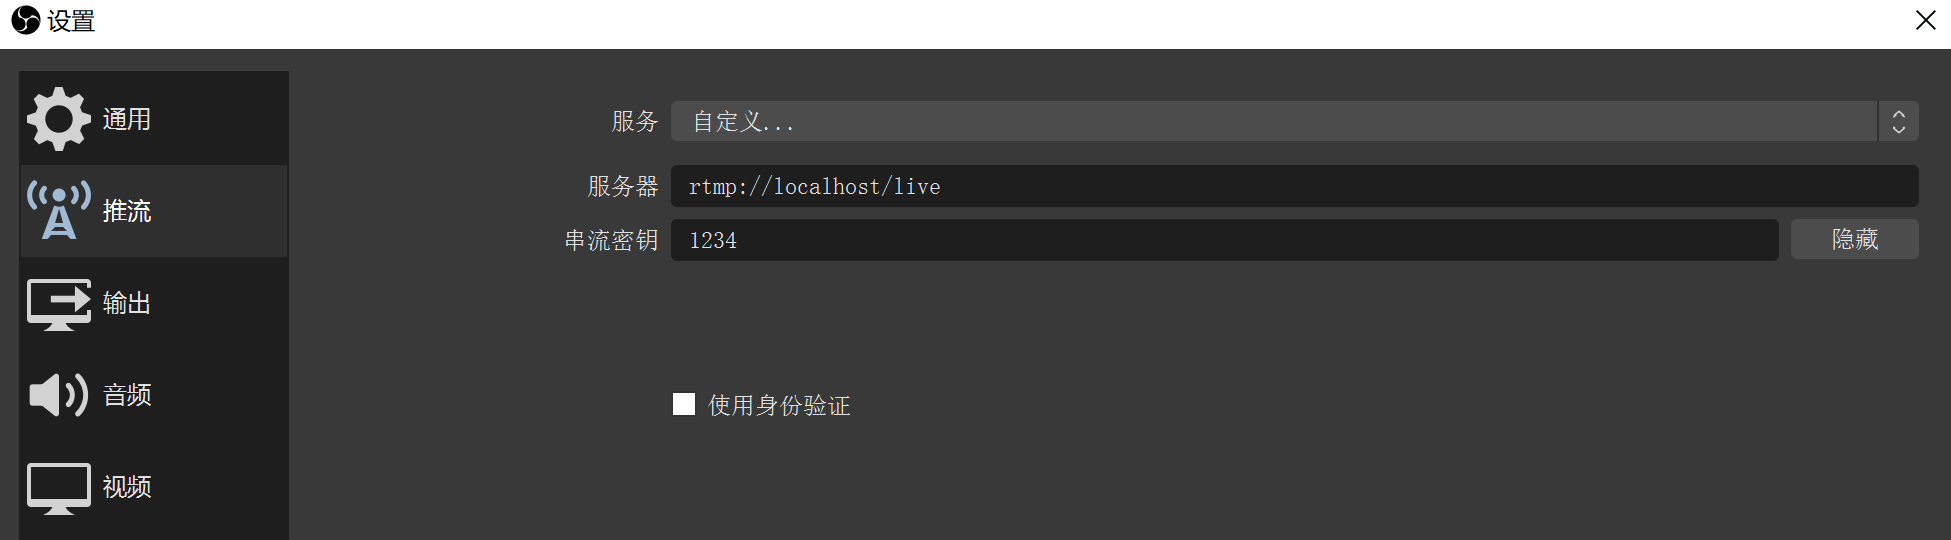 设置
通用
推流
输出
音频
视频
服务 自定义...
服务器 rtmp://localhost/live
串流密钥 1234 隐藏
使用身份验证